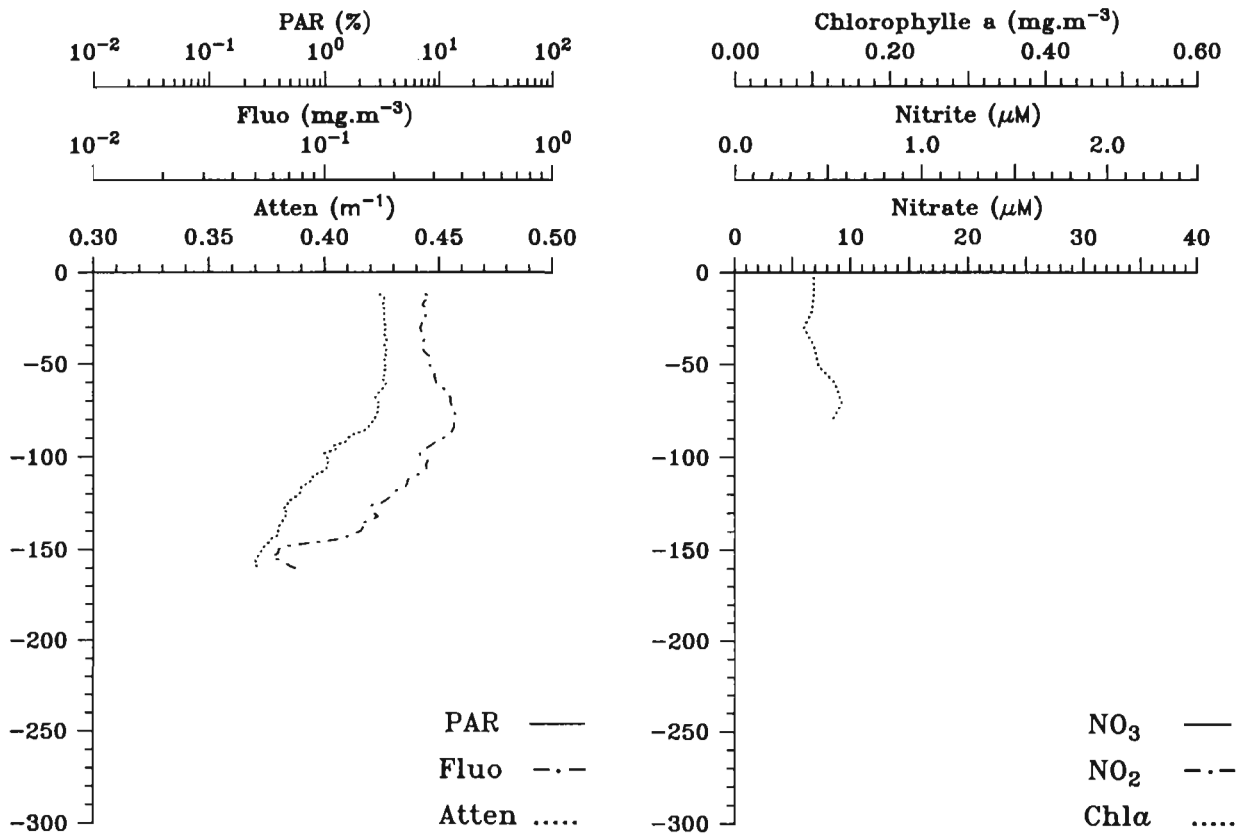 PAR (%)
10⁻² 10⁻¹ 10⁰ 10¹ 10²
Fluo (mg.m⁻³)
10⁻² 10⁻¹ 10⁰
Atten (m⁻¹)
0.30 0.35 0.40 0.45 0.50
0
-50
-100
-150
-200
-250
-300
PAR
Fluo
Atten
Chlorophylle a (mg.m⁻³)
0.00 0.20 0.40 0.60
Nitrite (μM)
0.0 1.0 2.0
Nitrate (μM)
0 10 20 30 40
0
-50
-100
-150
-200
-250
-300
NO₃
NO₂
Chla